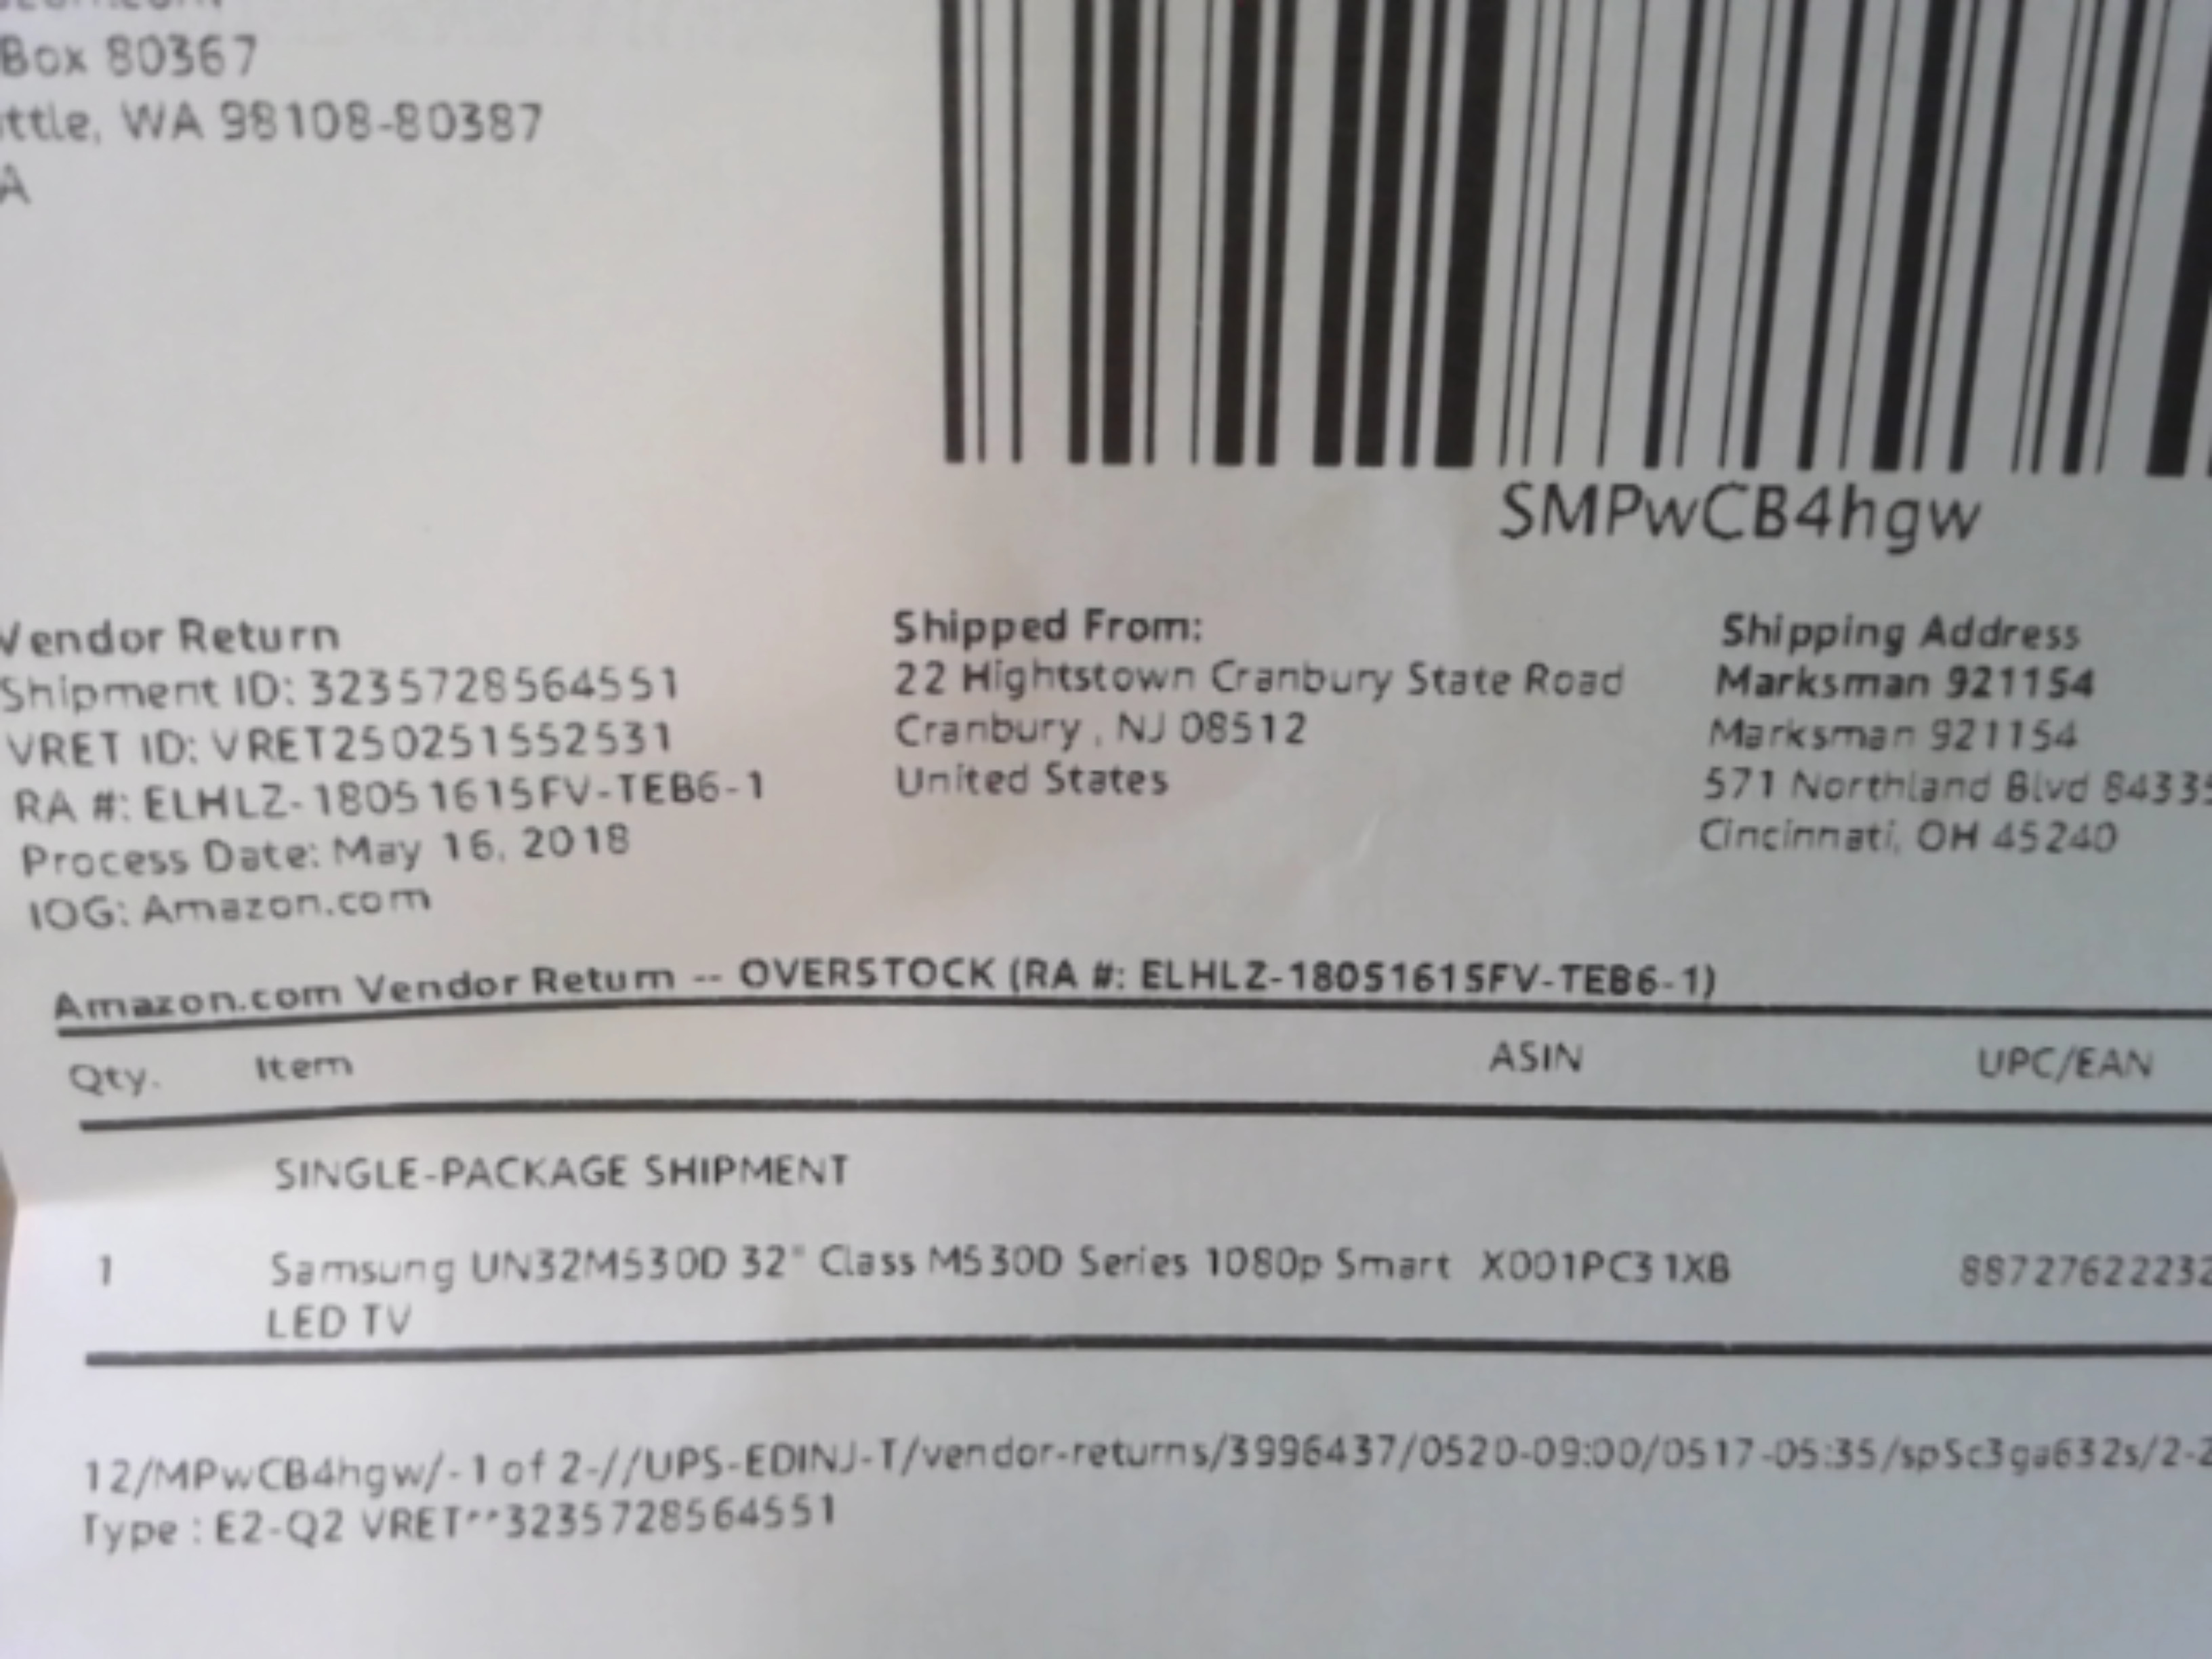 Box 80367
ttle, WA 98108-80387
A
SMPwCB4hgw
Vendor Return
Shipment ID: 3235728564551
VRET ID: VRET250251552531
RA #: ELHLZ-18051615FV-TEB6-1
Process Date: May 16, 2018
IOG: Amazon.com
Shipped From:
22 Hightstown Cranbury State Road
Cranbury , NJ 08512
United States
Shipping Address
Marksman 921154
Marksman 921154
571 Northland Blvd 84335
Cincinnati, OH 45240
Amazon.com Vendor Return -- OVERSTOCK (RA #: ELHLZ-18051615FV-TEB6-1)
Qty. Item ASIN UPC/EAN
SINGLE-PACKAGE SHIPMENT
1 Samsung UN32M530D 32" Class M530D Series 1080p Smart X001PC31XB 88727622232
LED TV
12/MPwCB4hgw/-1 of 2-//UPS-EDINJ-T/vendor-returns/3996437/0520-09:00/0517-05:35/sp5c3ga632s/2-2
Type : E2-Q2 VRET**3235728564551